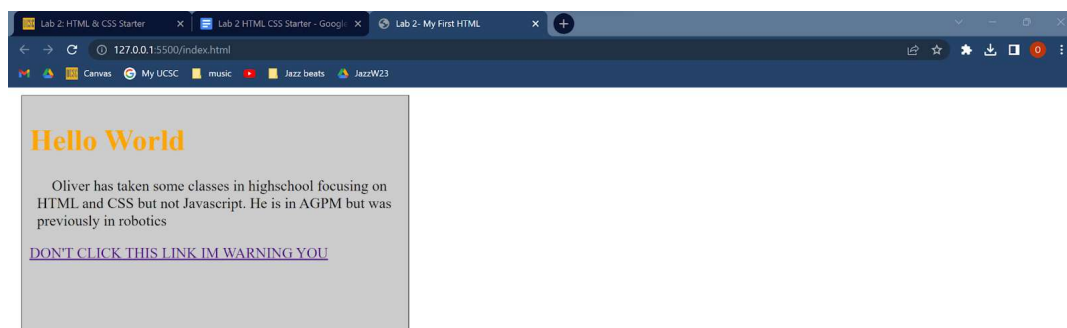 Lab 2: HTML & CSS Starter
Lab 2 HTML CSS Starter - Googl
Lab 2- My First HTML
127.0.0.1:5500/index.html
Canvas
My UCSC
music
Jazz beats
JazzW23
Hello World
Oliver has taken some classes in highschool focusing on
HTML and CSS but not Javascript. He is in AGPM but was
previously in robotics
DON'T CLICK THIS LINK IM WARNING YOU